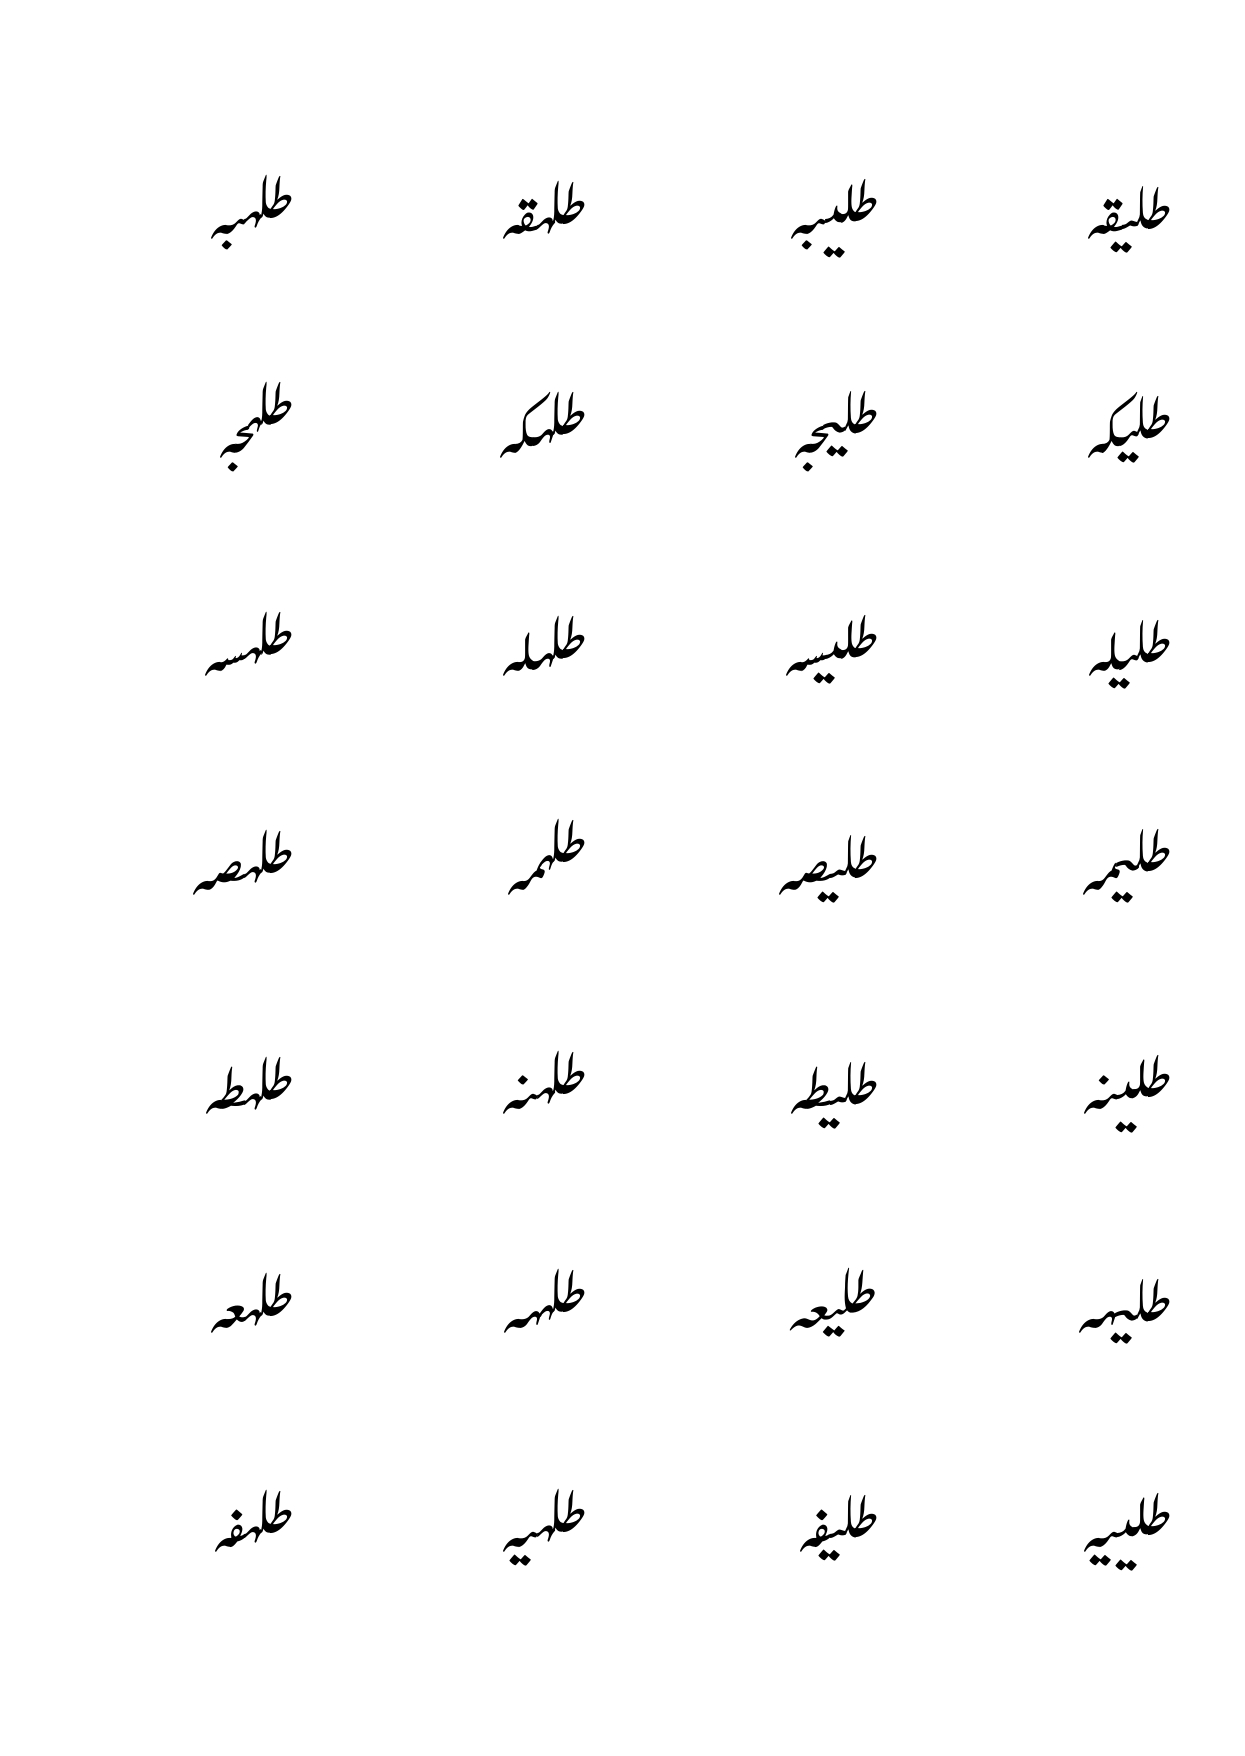 طلیقہ طلیبہ طلہقہ طلہبہ
طلیکہ طلیجہ طلہکہ طلہجہ
طلیلہ طلیسہ طلہلہ طلہسہ
طلیمہ طلیصہ طلہمہ طلہصہ
طلینہ طلیطہ طلہنہ طلہطہ
طلیہہ طلیعہ طلہہہ طلہعہ
طلییہ طلیفہ طلہیہ طلہفہ